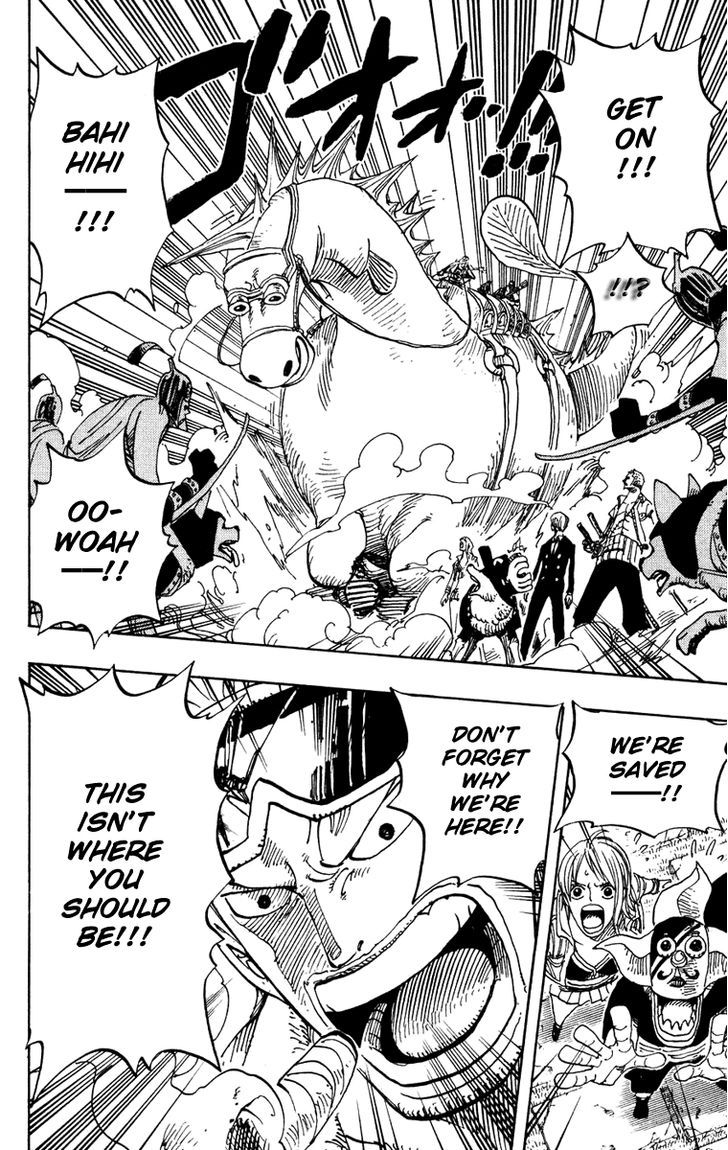 GET
ON
!!!
!!?
ゴオオオ!!!
BAHI
HIHI
——
!!!
OO-
WOAH
——!!
WE'RE
SAVED
——!!
DON'T
FORGET
WHY
WE'RE
HERE!!
THIS
ISN'T
WHERE
YOU
SHOULD
BE!!!